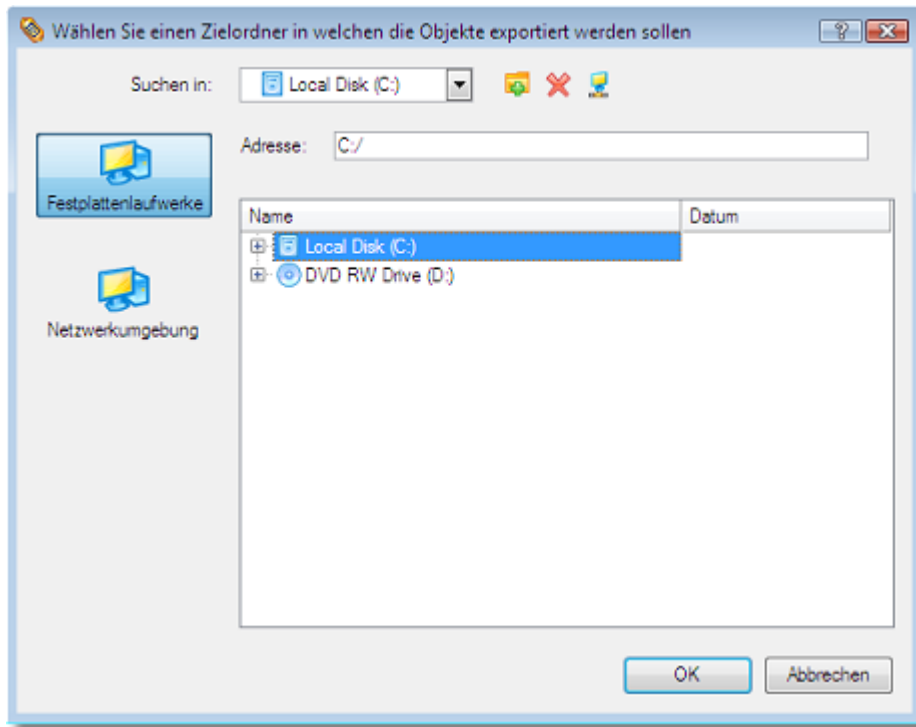 Wählen Sie einen Zielordner in welchen die Objekte exportiert werden sollen
Suchen in: Local Disk (C:)
Adresse: C:/
Festplattenlaufwerke
Name Datum
Local Disk (C:)
DVD RW Drive (D:)
Netzwerkumgebung
OK Abbrechen